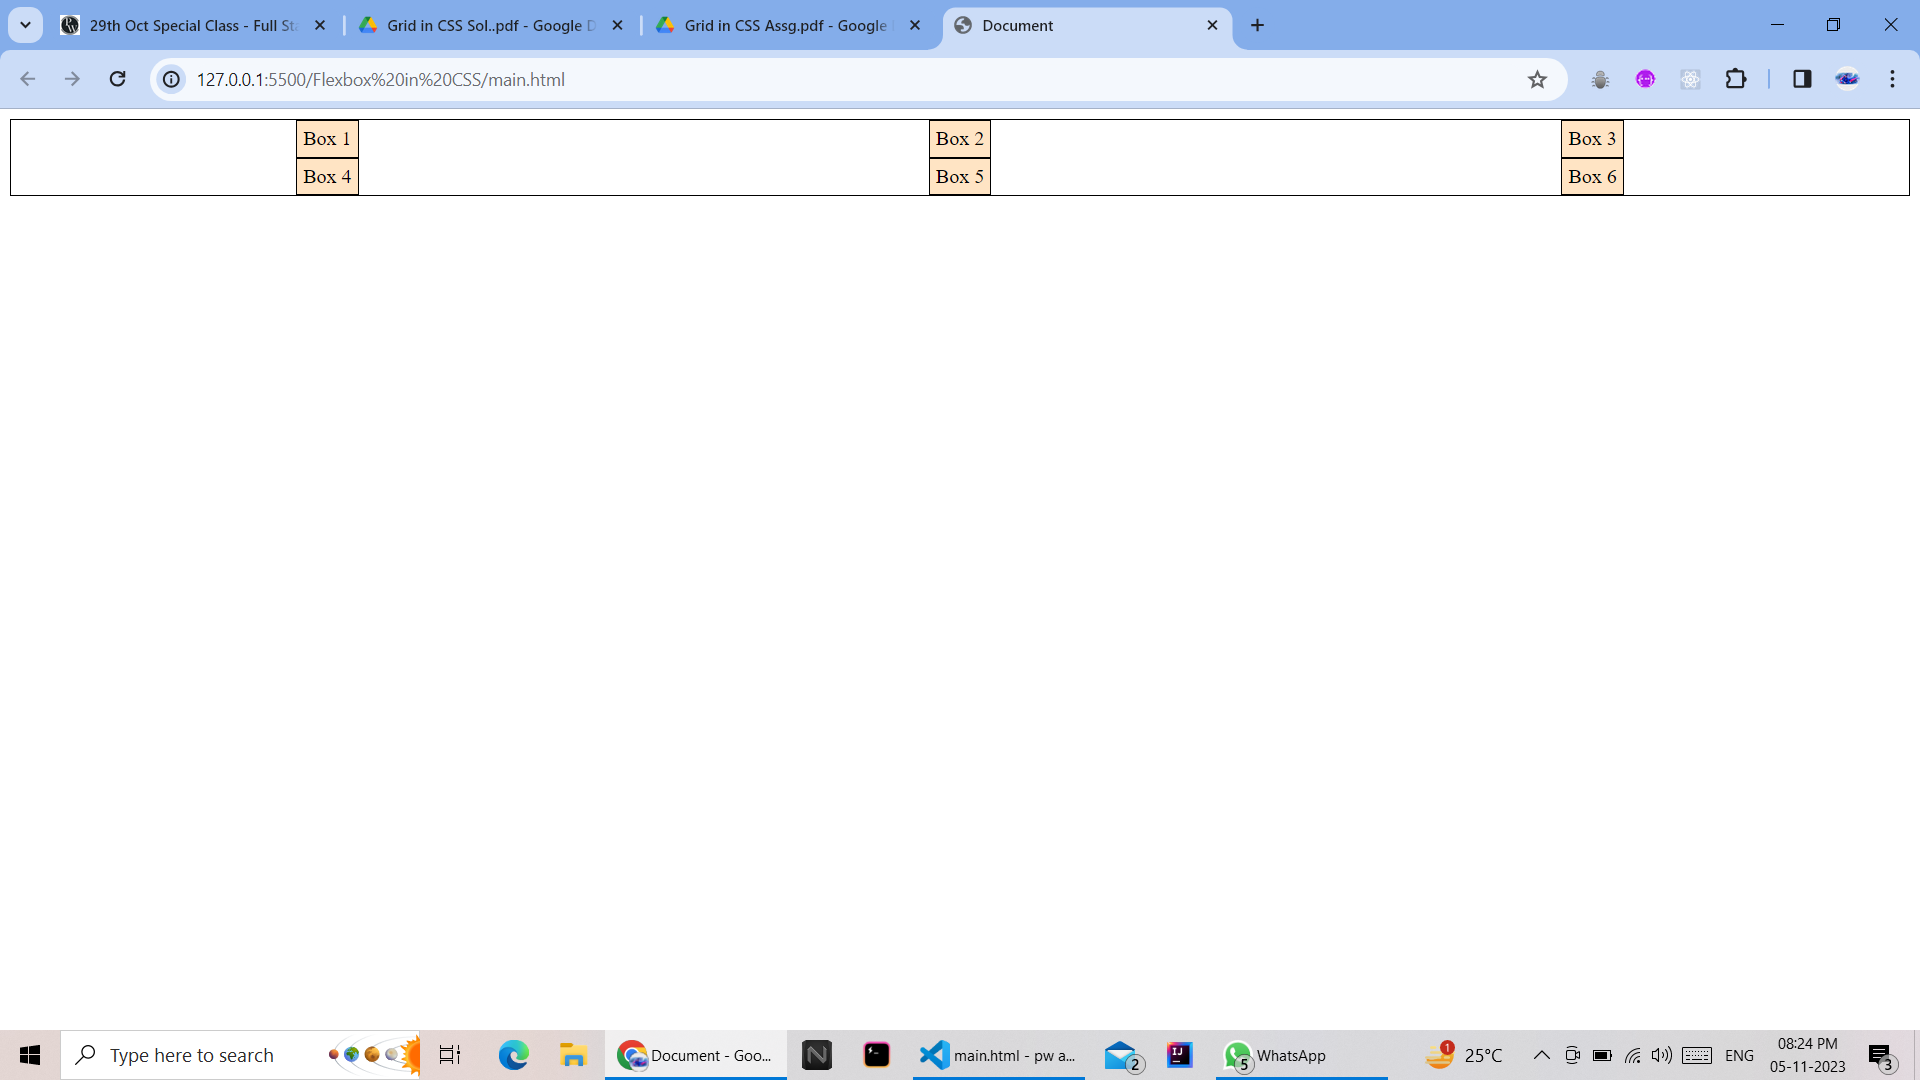 29th Oct Special Class - Full Sta
Grid in CSS Sol..pdf - Google D
Grid in CSS Assg.pdf - Google
Document
127.0.0.1:5500/Flexbox%20in%20CSS/main.html
Box 1 Box 2 Box 3
Box 4 Box 5 Box 6
Type here to search
Document - Goo...
N
IJ
main.html - pw a...
2
5
WhatsApp
1
25°C
ENG
08:24 PM
05-11-2023
3